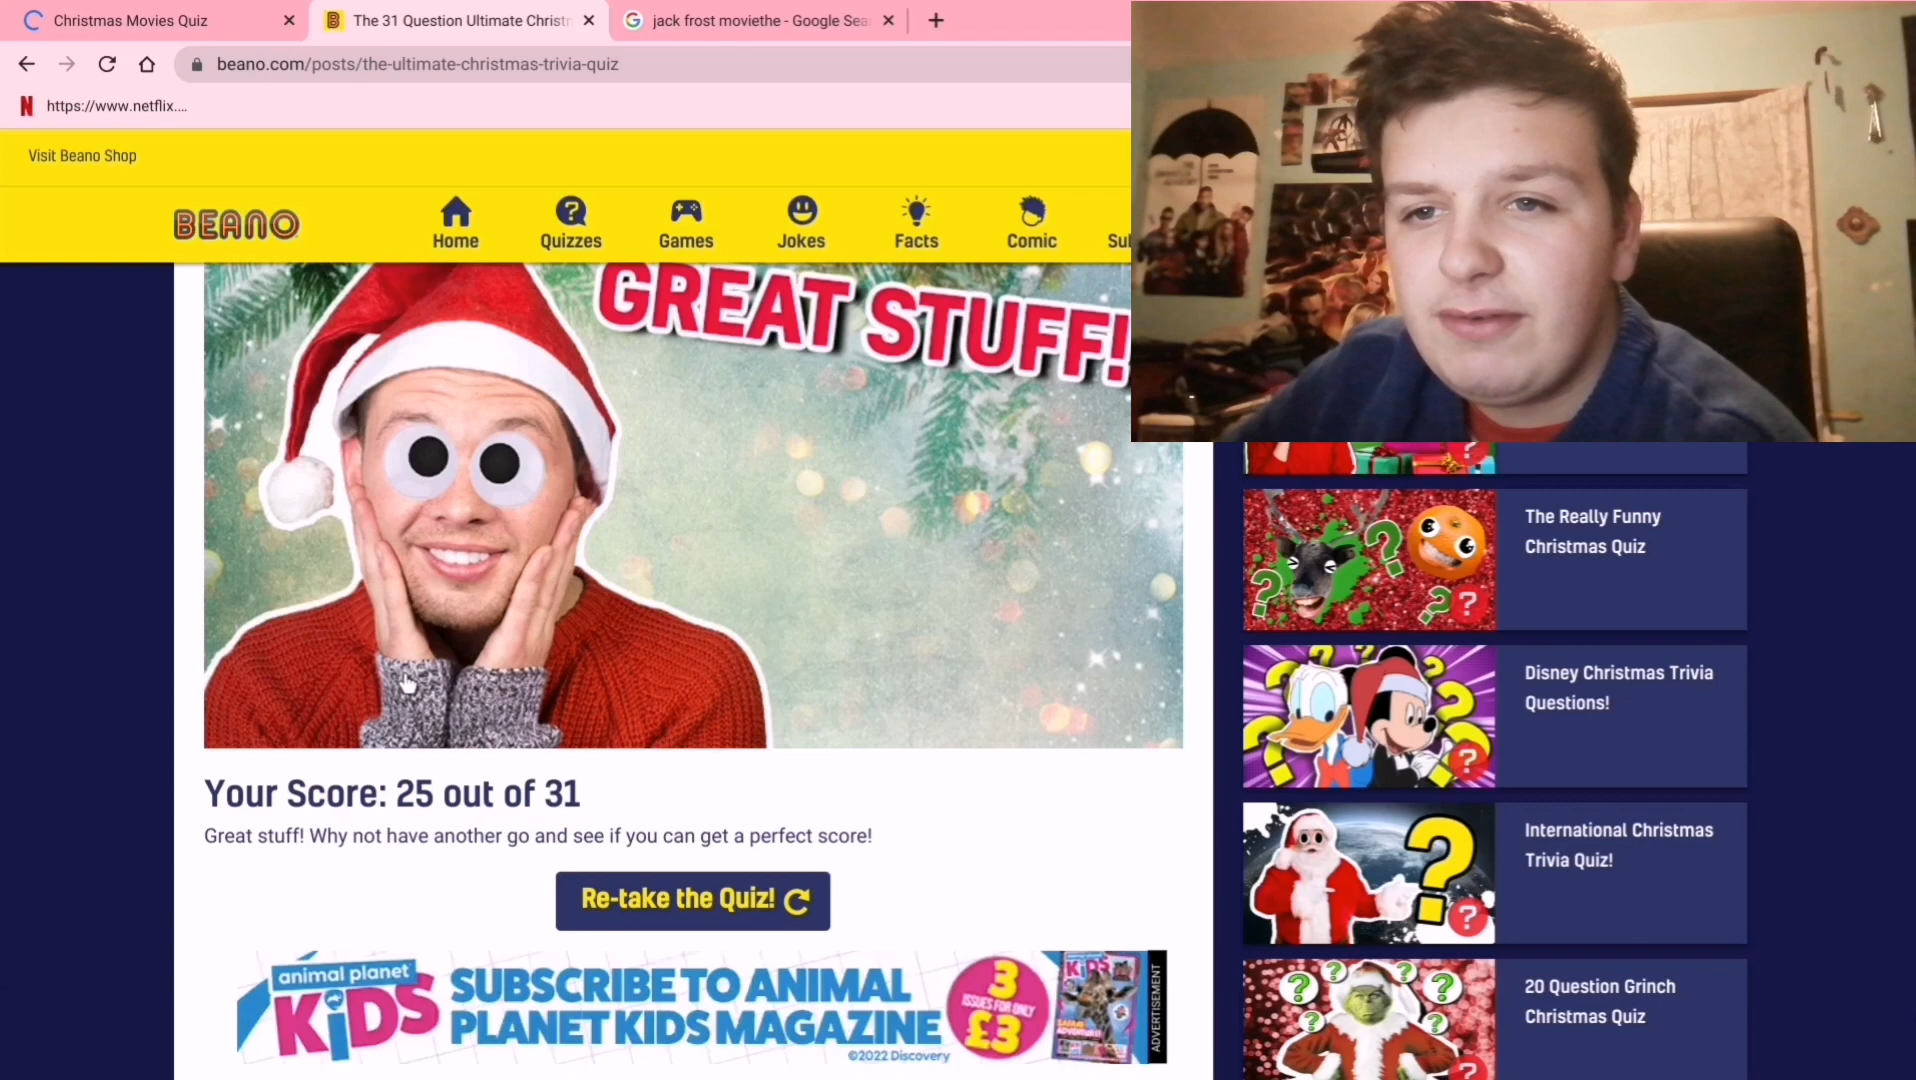 Christmas Movies Quiz
The 31 Question Ultimate Christm
jack frost moviethe - Google Sea
beano.com/posts/the-ultimate-christmas-trivia-quiz
N https://www.netflix....
Visit Beano Shop
BEANO
Home
Quizzes
Games
Jokes
Facts
Comic
Sul
GREAT STUFF!
Your Score: 25 out of 31
Great stuff! Why not have another go and see if you can get a perfect score!
Re-take the Quiz!
animal planet
KiDS
SUBSCRIBE TO ANIMAL
PLANET KIDS MAGAZINE
3
ISSUES FOR ONLY
£3
KiDS
©2022 Discovery
ADVERTISEMENT
The Really Funny
Christmas Quiz
Disney Christmas Trivia
Questions!
International Christmas
Trivia Quiz!
20 Question Grinch
Christmas Quiz